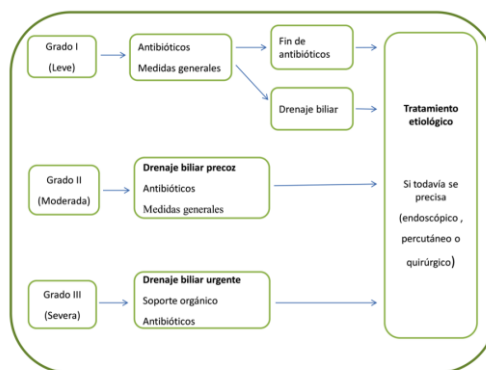 Grado I
(Leve)
Antibióticos
Medidas generales
Fin de
antibióticos
Drenaje biliar
Tratamiento
etiológico
Si todavía se
precisa
(endoscópico ,
percutáneo o
quirúrgico)
Grado II
(Moderada)
Drenaje biliar precoz
Antibióticos
Medidas generales
Grado III
(Severa)
Drenaje biliar urgente
Soporte orgánico
Antibióticos